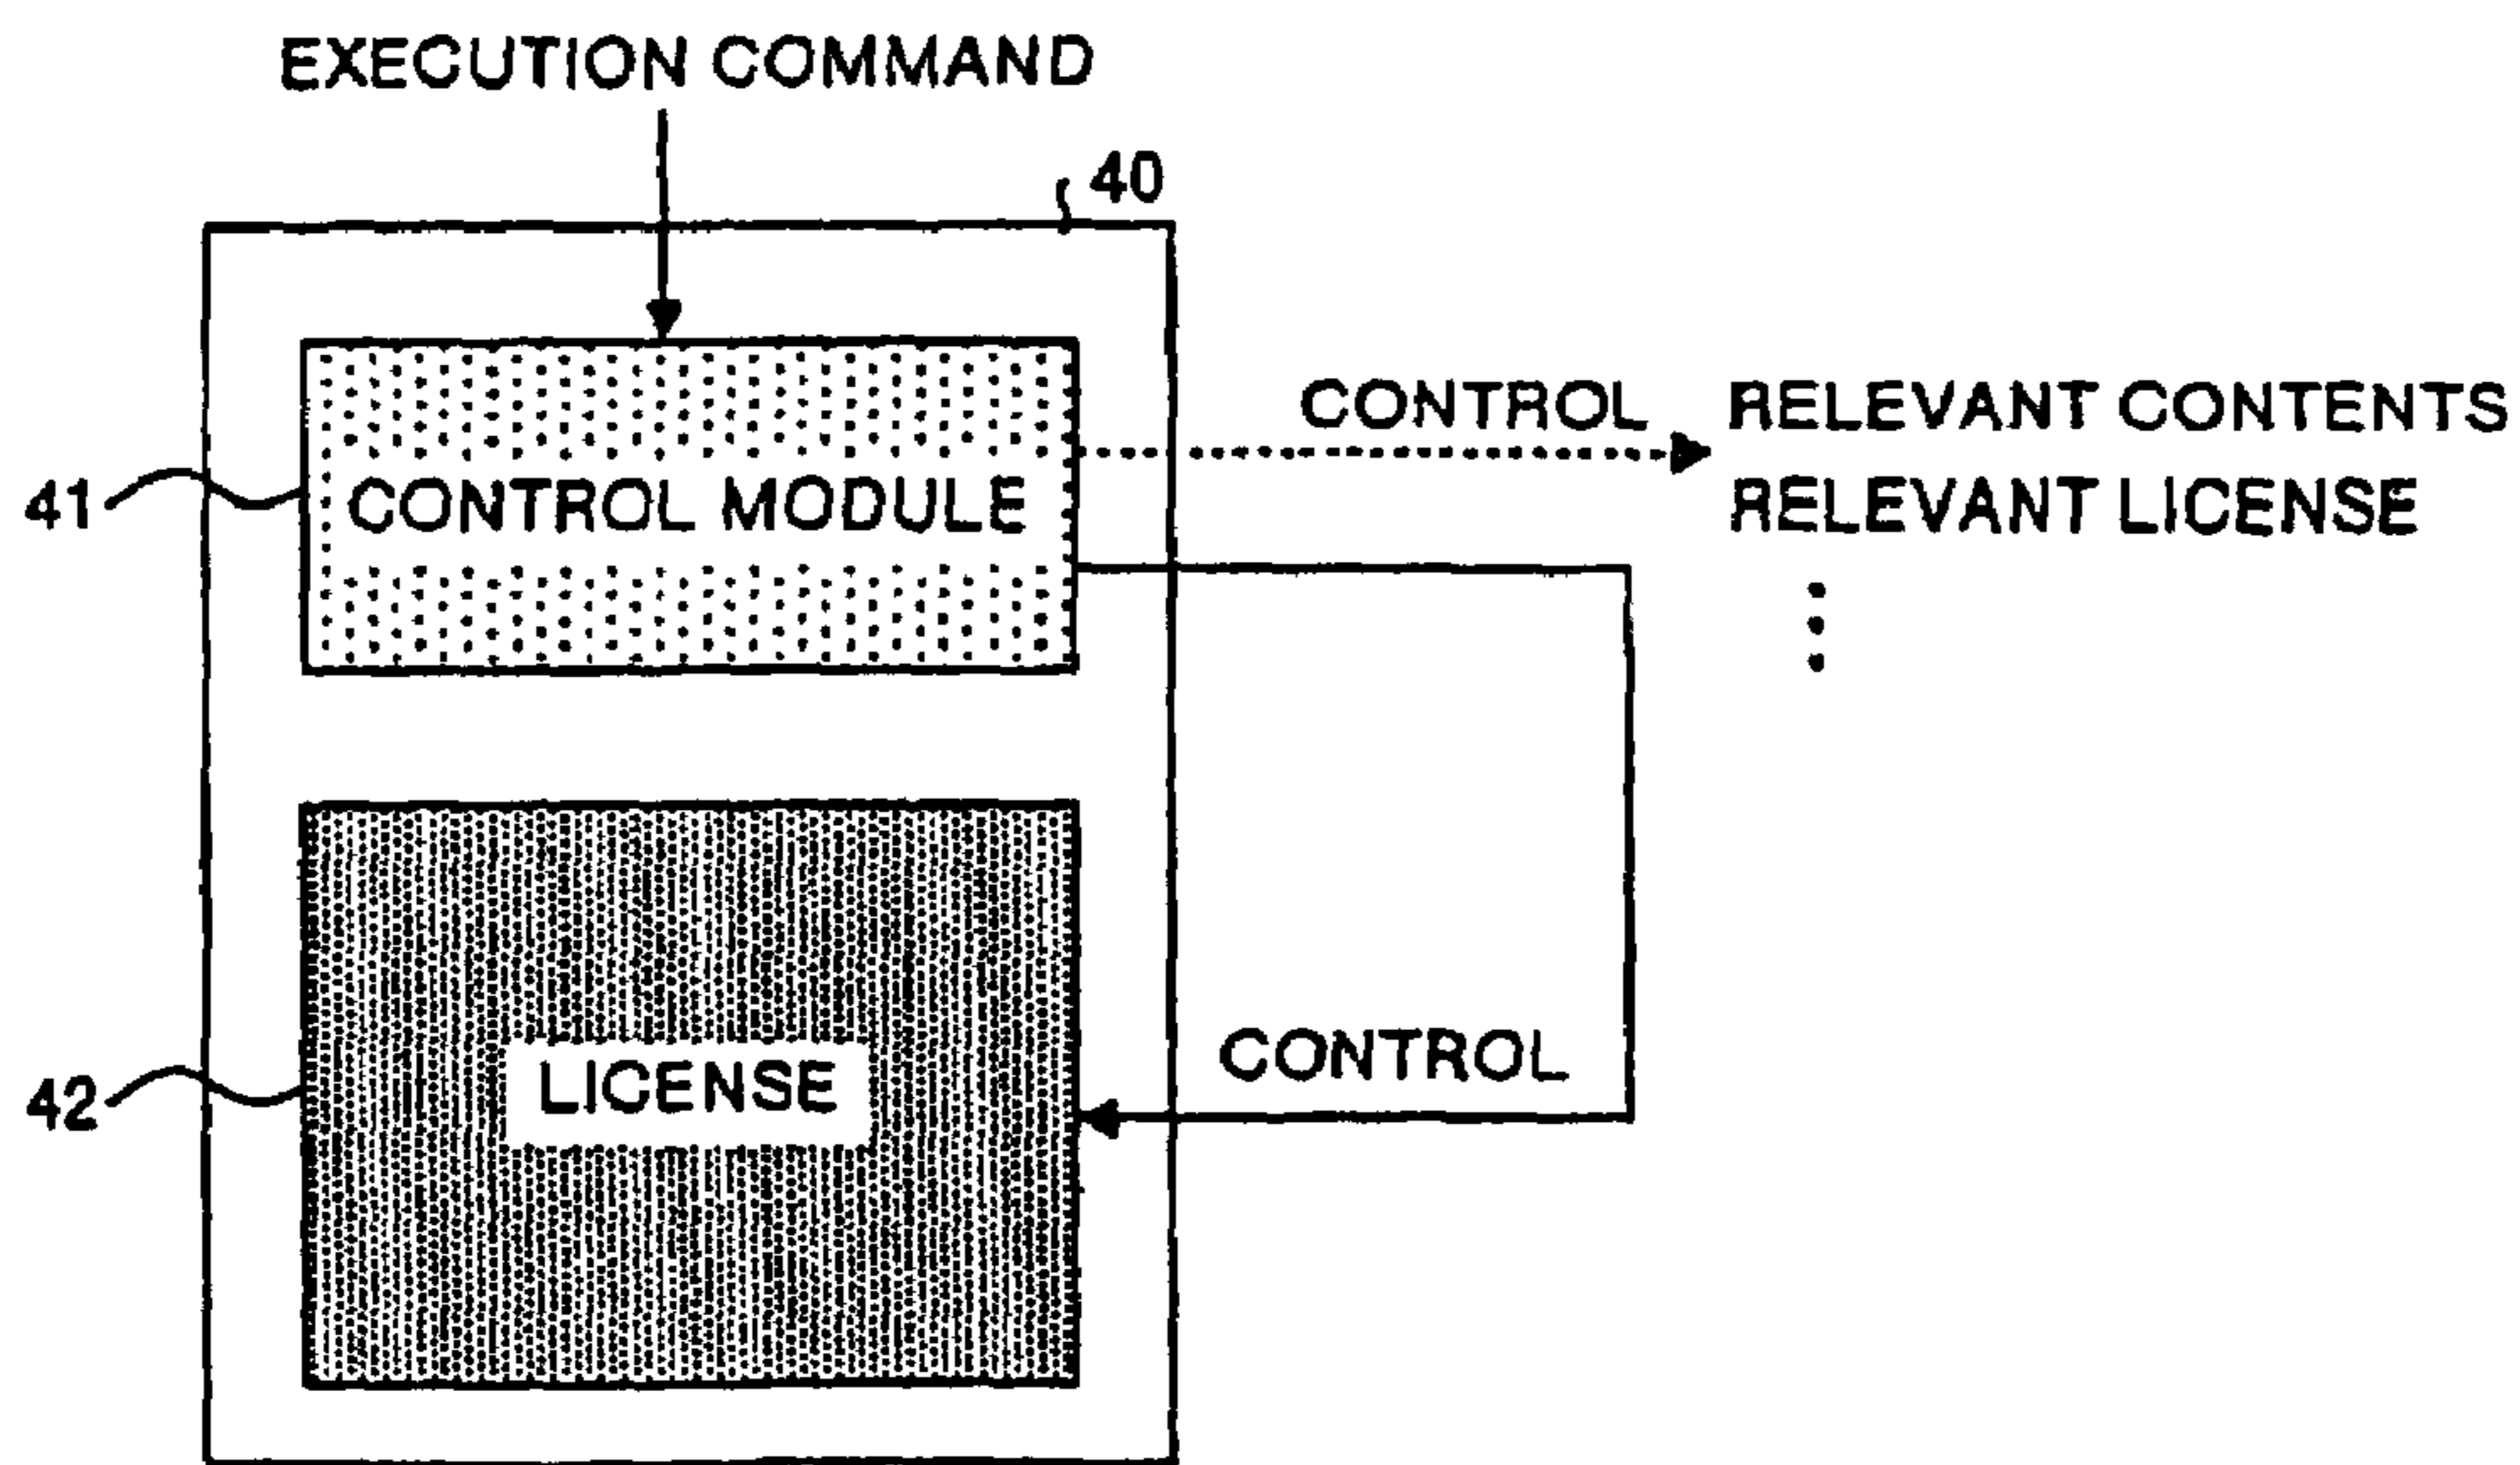 EXECUTION COMMAND
40
CONTROL
RELEVANT CONTENTS
41
CONTROL MODULE
RELEVANT LICENSE
CONTROL
42
LICENSE